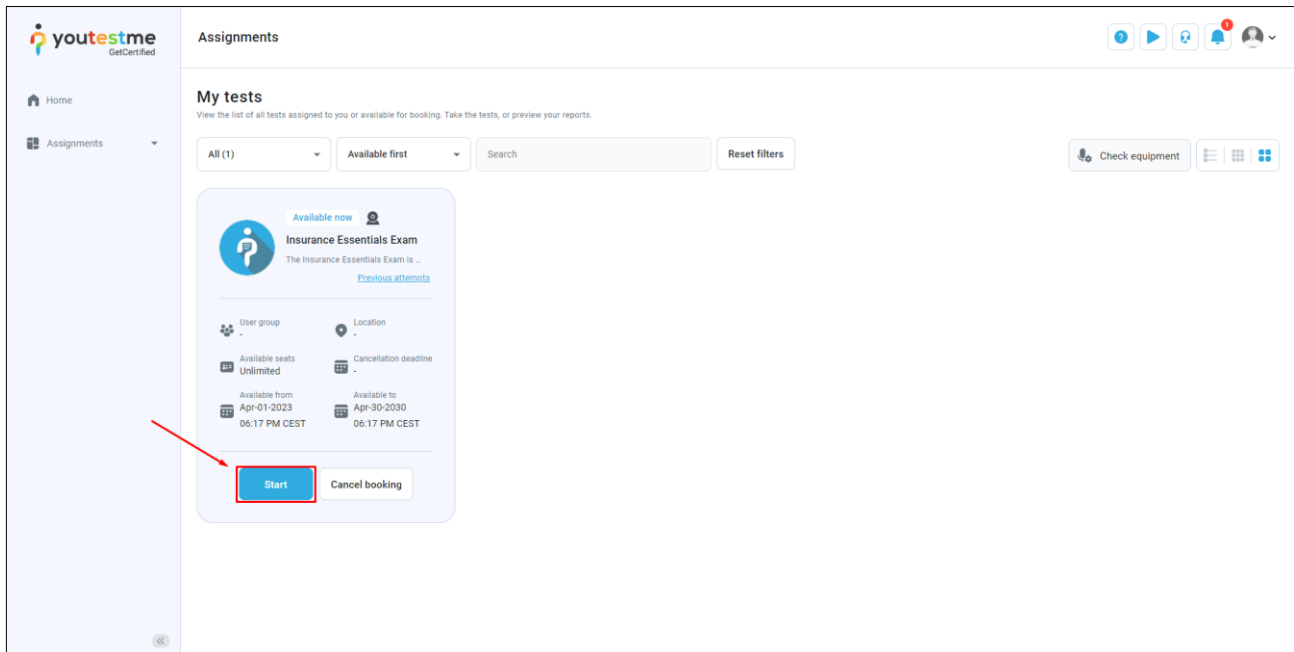 youtestme
GetCertified
Assignments
?
1
Home
Assignments
My tests
View the list of all tests assigned to you or available for booking. Take the tests, or preview your reports.
All (1)
Available first
Search
Reset filters
Check equipment
Available now
Insurance Essentials Exam
The Insurance Essentials Exam is ...
Previous attempts
User group
-
Location
-
Available seats
Unlimited
Cancellation deadline
-
Available from
Apr-01-2023
06:17 PM CEST
Available to
Apr-30-2030
06:17 PM CEST
Start
Cancel booking